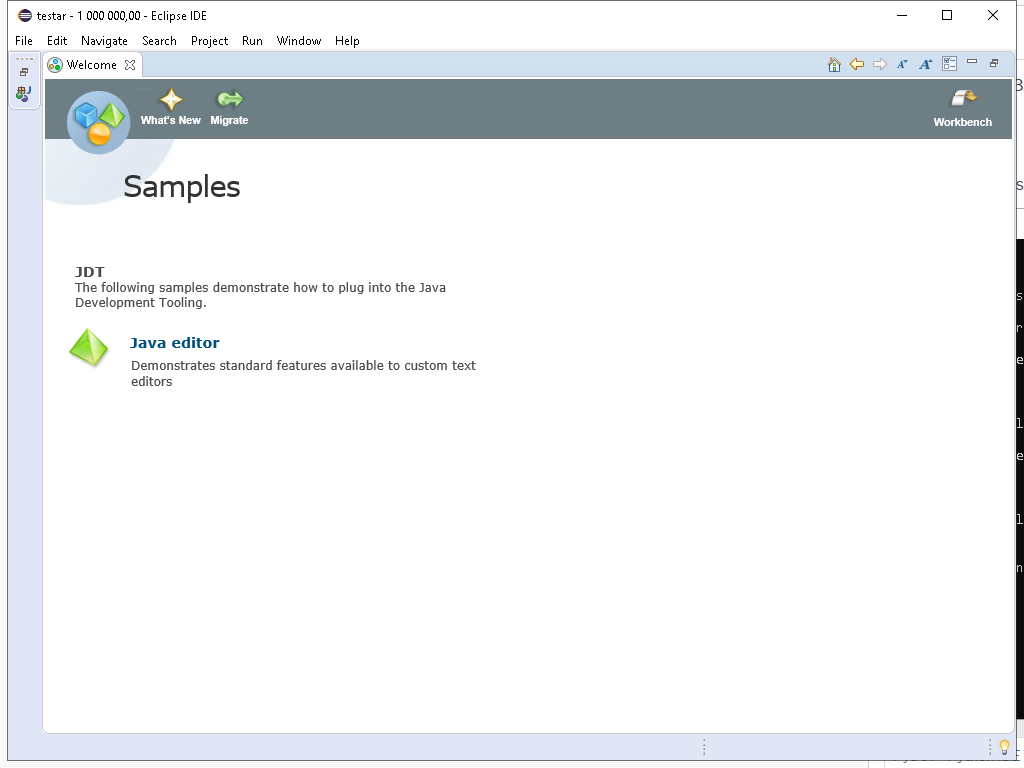 testar - 1 000 000,00 - Eclipse IDE
File Edit Navigate Search Project Run Window Help
Welcome
What's New Migrate
Workbench
Samples
JDT
The following samples demonstrate how to plug into the Java
Development Tooling.
Java editor
Demonstrates standard features available to custom text
editors